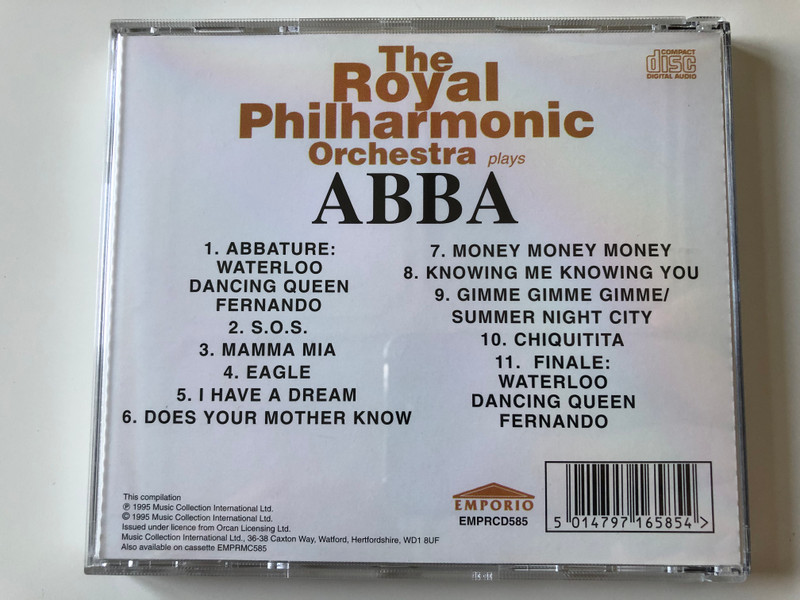 The
Royal
Philharmonic
Orchestra plays
ABBA
COMPACT
disc
DIGITAL AUDIO
1. ABBATURE:
WATERLOO
DANCING QUEEN
FERNANDO
2. S.O.S.
3. MAMMA MIA
4. EAGLE
5. I HAVE A DREAM
6. DOES YOUR MOTHER KNOW
7. MONEY MONEY MONEY
8. KNOWING ME KNOWING YOU
9. GIMME GIMME GIMME/
SUMMER NIGHT CITY
10. CHIQUITITA
11. FINALE:
WATERLOO
DANCING QUEEN
FERNANDO
This compilation
℗ 1995 Music Collection International Ltd.
© 1995 Music Collection International Ltd.
Issued under licence from Orcan Licensing Ltd.
Music Collection International Ltd., 36-38 Caxton Way, Watford, Hertfordshire, WD1 8UF
Also available on cassette EMPRMC585
EMPORIO
EMPRCD585
5 014797 165854 >